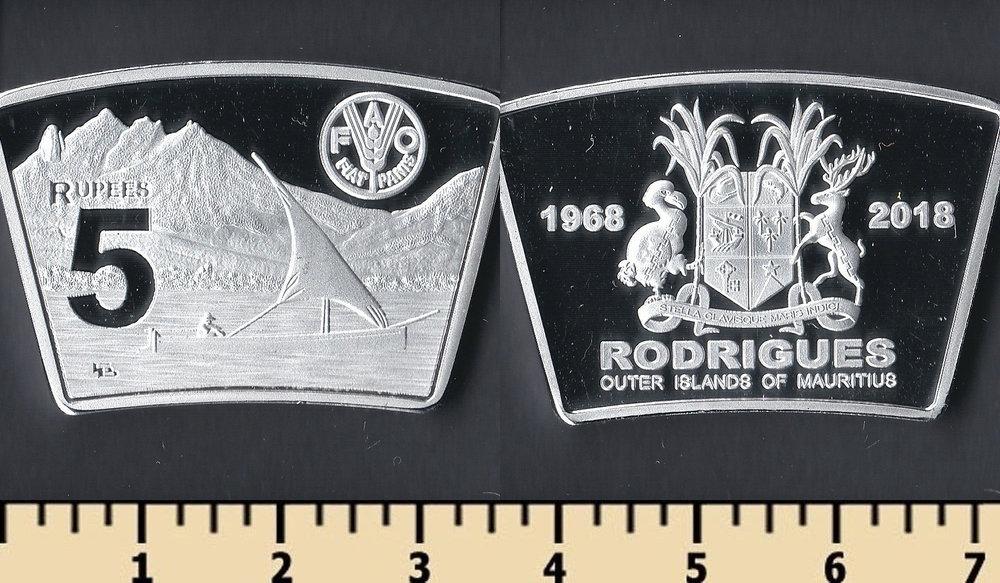 FAO
FIAT PANIS
RUPEES
5
LB
1968
2018
STELLA CLAVISQUE MARIS INDICI
RODRIGUES
OUTER ISLANDS OF MAURITIUS
1 2 3 4 5 6 7